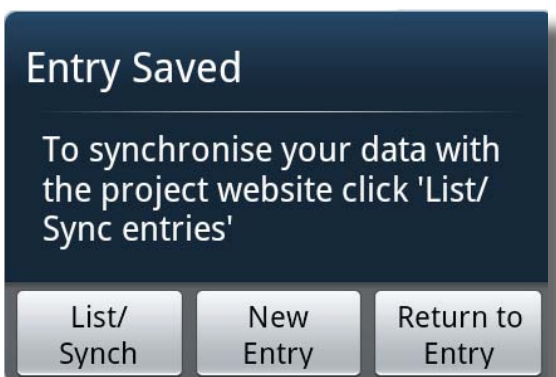 Entry Saved
To synchronise your data with
the project website click 'List/
Sync entries'
List/
Synch
New
Entry
Return to
Entry